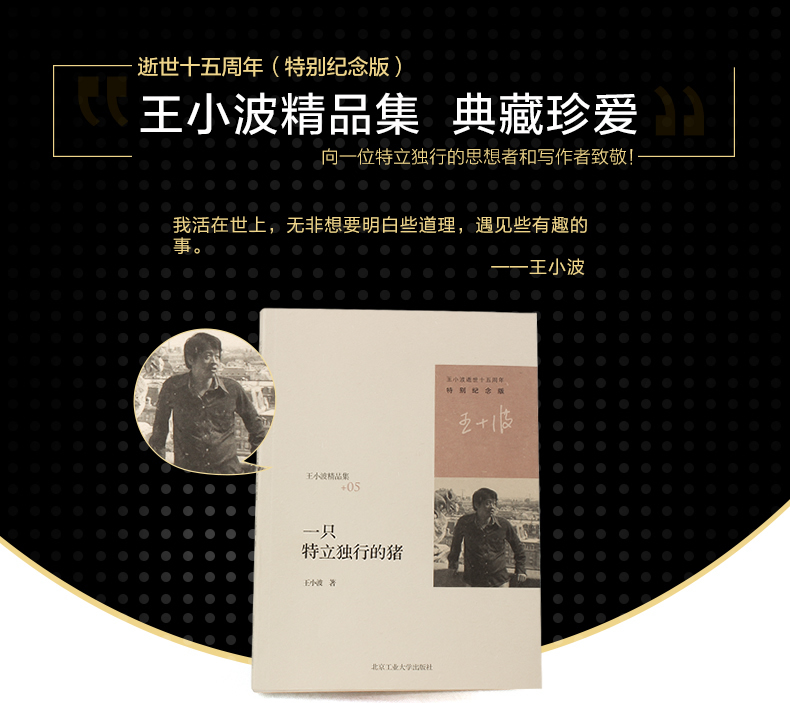 逝世十五周年（特别纪念版）
王小波精品集 典藏珍爱
向一位特立独行的思想者和写作者致敬！
我活在世上，无非想要明白些道理，遇见些有趣的
事。
——王小波
王小波逝世十五周年
特别纪念版
王小波
王小波精品集
+05
一只
特立独行的猪
王小波 著
北京工业大学出版社